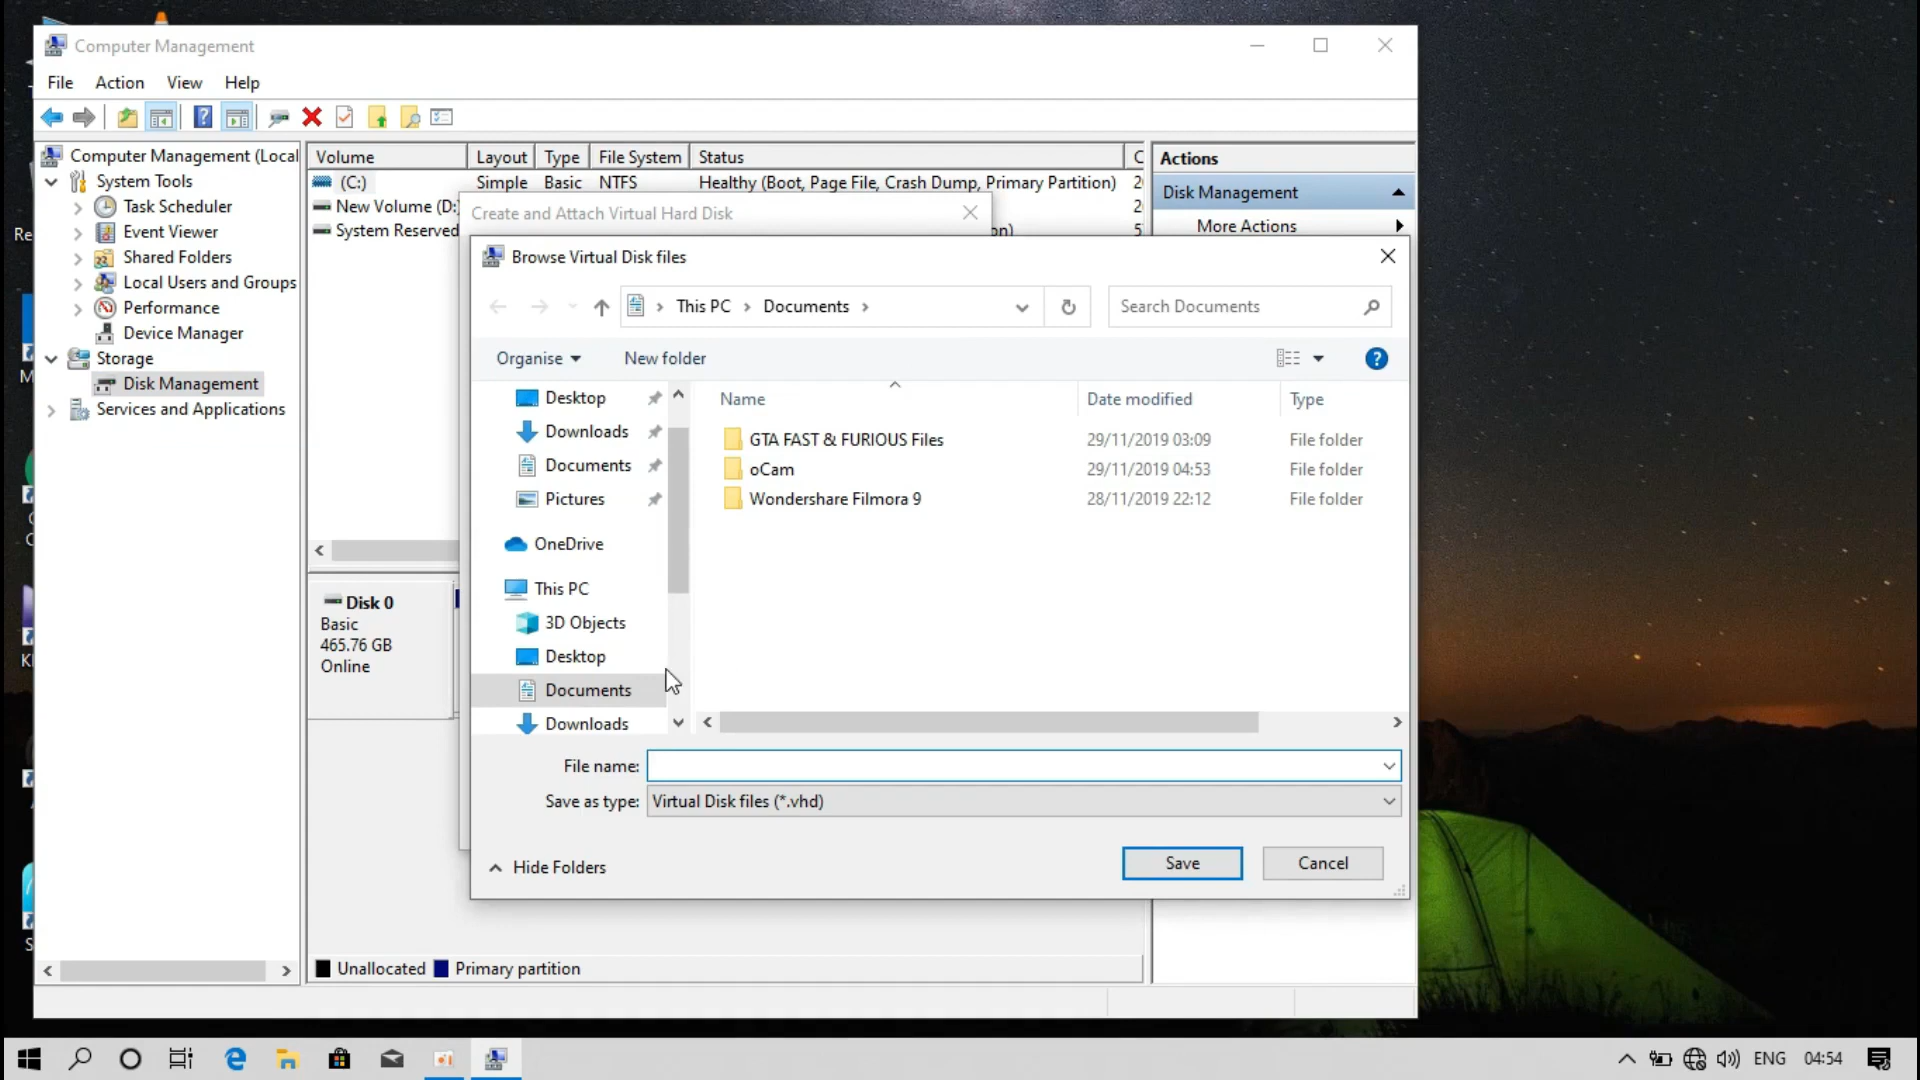 Computer Management
File Action View Help
Computer Management (Local
System Tools
Task Scheduler
Event Viewer
Shared Folders
Local Users and Groups
Performance
Device Manager
Storage
Disk Management
Services and Applications
Volume Layout Type File System Status C
(C:) Simple Basic NTFS Healthy (Boot, Page File, Crash Dump, Primary Partition) 2
New Volume (D: 2
System Reserved on) 5
Actions
Disk Management
More Actions
Create and Attach Virtual Hard Disk
Browse Virtual Disk files
This PC Documents
Search Documents
Organise New folder
Desktop
Downloads
Documents
Pictures
OneDrive
This PC
3D Objects
Desktop
Documents
Downloads
Name Date modified Type
GTA FAST & FURIOUS Files 29/11/2019 03:09 File folder
oCam 29/11/2019 04:53 File folder
Wondershare Filmora 9 28/11/2019 22:12 File folder
File name:
Save as type: Virtual Disk files (*.vhd)
Hide Folders
Save Cancel
Disk 0
Basic
465.76 GB
Online
Unallocated Primary partition
Re
ENG 04:54